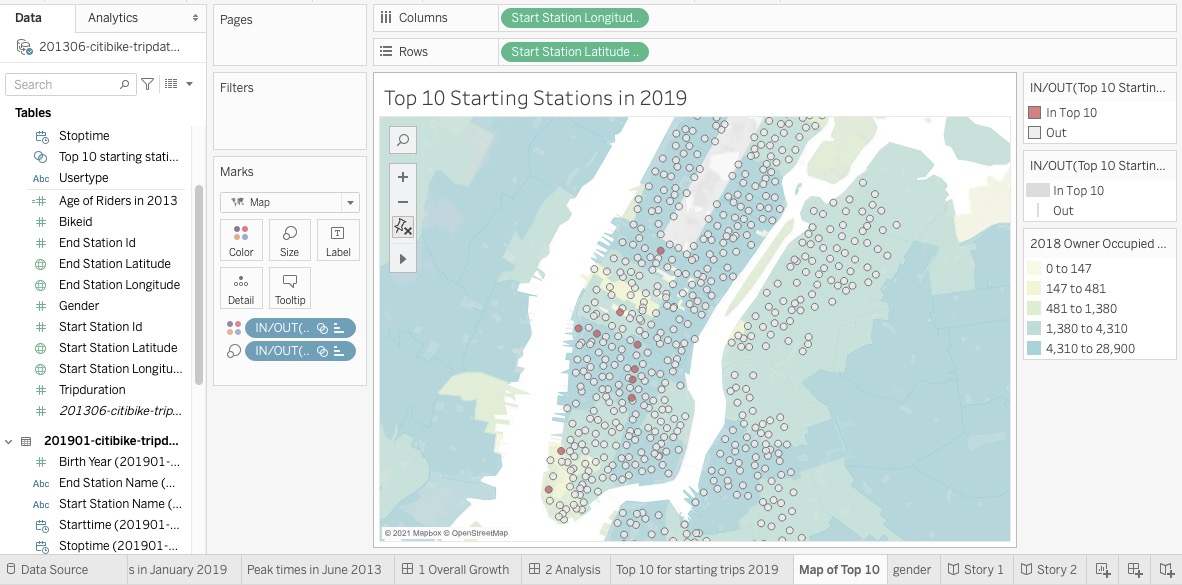 Data
Analytics
201306-citibike-tripdat...
Search
Tables
Stoptime
Top 10 starting stati...
Abc Usertype
Age of Riders in 2013
Bikeid
End Station Id
End Station Latitude
End Station Longitude
Gender
Start Station Id
Start Station Latitude
Start Station Longitu...
Tripduration
201306-citibike-trip...
201901-citibike-tripd...
Birth Year (201901-...
Abc End Station Name (...
Abc Start Station Name (...
Starttime (201901-...
Stoptime (201901-...
Pages
Filters
Marks
Map
Color
Size
Label
Detail
Tooltip
IN/OUT(..
IN/OUT(..
Columns
Start Station Longitud..
Rows
Start Station Latitude ..
Top 10 Starting Stations in 2019
© 2021 Mapbox © OpenStreetMap
IN/OUT(Top 10 Startin...
In Top 10
Out
IN/OUT(Top 10 Startin...
In Top 10
Out
2018 Owner Occupied ...
0 to 147
147 to 481
481 to 1,380
1,380 to 4,310
4,310 to 28,900
Data Source
s in January 2019
Peak times in June 2013
1 Overall Growth
2 Analysis
Top 10 for starting trips 2019
Map of Top 10
gender
Story 1
Story 2